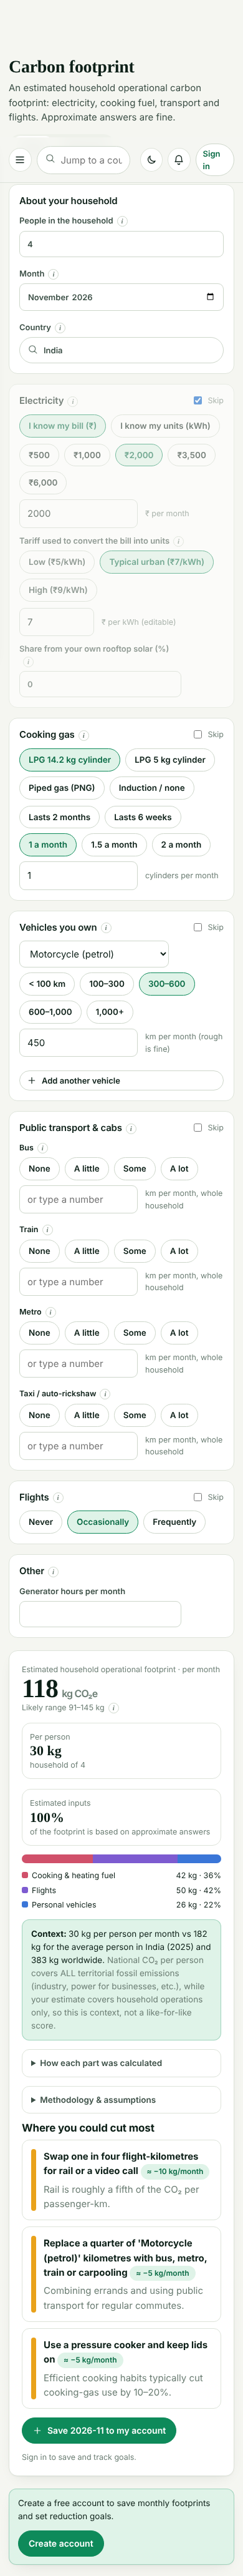 Carbon footprint
An estimated household operational carbon
footprint: electricity, cooking fuel, transport and
flights. Approximate answers are fine.
Jump to a cou
Sign
in
About your household
People in the household i
4
Month i
November 2026
Country i
India
Electricity i
Skip
I know my bill (₹)
I know my units (kWh)
₹500
₹1,000
₹2,000
₹3,500
₹6,000
2000
₹ per month
Tariff used to convert the bill into units i
Low (₹5/kWh)
Typical urban (₹7/kWh)
High (₹9/kWh)
7
₹ per kWh (editable)
Share from your own rooftop solar (%)
i
0
Cooking gas i
Skip
LPG 14.2 kg cylinder
LPG 5 kg cylinder
Piped gas (PNG)
Induction / none
Lasts 2 months
Lasts 6 weeks
1 a month
1.5 a month
2 a month
1
cylinders per month
Vehicles you own i
Skip
Motorcycle (petrol)
< 100 km
100–300
300–600
600–1,000
1,000+
450
km per month (rough
is fine)
+ Add another vehicle
Public transport & cabs i
Skip
Bus i
None
A little
Some
A lot
or type a number
km per month, whole
household
Train i
None
A little
Some
A lot
or type a number
km per month, whole
household
Metro i
None
A little
Some
A lot
or type a number
km per month, whole
household
Taxi / auto-rickshaw i
None
A little
Some
A lot
or type a number
km per month, whole
household
Flights i
Skip
Never
Occasionally
Frequently
Other i
Generator hours per month
Estimated household operational footprint · per month
118 kg CO₂e
Likely range 91–145 kg i
Per person
30 kg
household of 4
Estimated inputs
100%
of the footprint is based on approximate answers
Cooking & heating fuel 42 kg · 36%
Flights 50 kg · 42%
Personal vehicles 26 kg · 22%
Context: 30 kg per person per month vs 182
kg for the average person in India (2025) and
383 kg worldwide. National CO₂ per person
covers ALL territorial fossil emissions
(industry, power for businesses, etc.), while
your estimate covers household operations
only, so this is context, not a like-for-like
score.
▶ How each part was calculated
▶ Methodology & assumptions
Where you could cut most
Swap one in four flight-kilometres
for rail or a video call ≈ −10 kg/month
Rail is roughly a fifth of the CO₂ per
passenger-km.
Replace a quarter of 'Motorcycle
(petrol)' kilometres with bus, metro,
train or carpooling ≈ −5 kg/month
Combining errands and using public
transport for regular commutes.
Use a pressure cooker and keep lids
on ≈ −5 kg/month
Efficient cooking habits typically cut
cooking-gas use by 10–20%.
+ Save 2026-11 to my account
Sign in to save and track goals.
Create a free account to save monthly footprints
and set reduction goals.
Create account